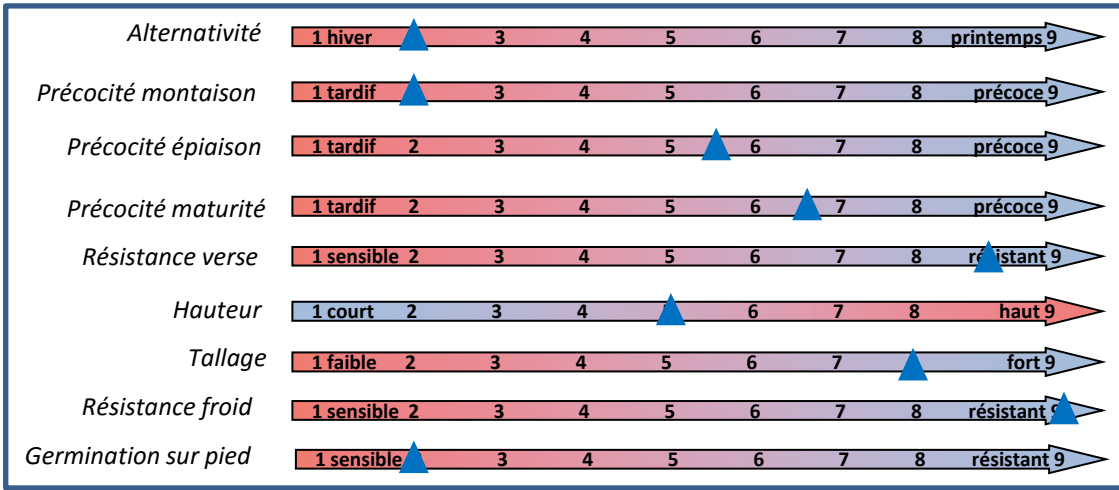 Alternativité 1 hiver 3 4 5 6 7 8 printemps 9
Précocité montaison 1 tardif 3 4 5 6 7 8 précoce 9
Précocité épiaison 1 tardif 2 3 4 5 6 7 8 précoce 9
Précocité maturité 1 tardif 2 3 4 5 6 7 8 précoce 9
Résistance verse 1 sensible 2 3 4 5 6 7 8 résistant 9
Hauteur 1 court 2 3 4 6 7 8 haut 9
Tallage 1 faible 2 3 4 5 6 7 fort 9
Résistance froid 1 sensible 2 3 4 5 6 7 8 résistant 9
Germination sur pied 1 sensible 3 4 5 6 7 8 résistant 9